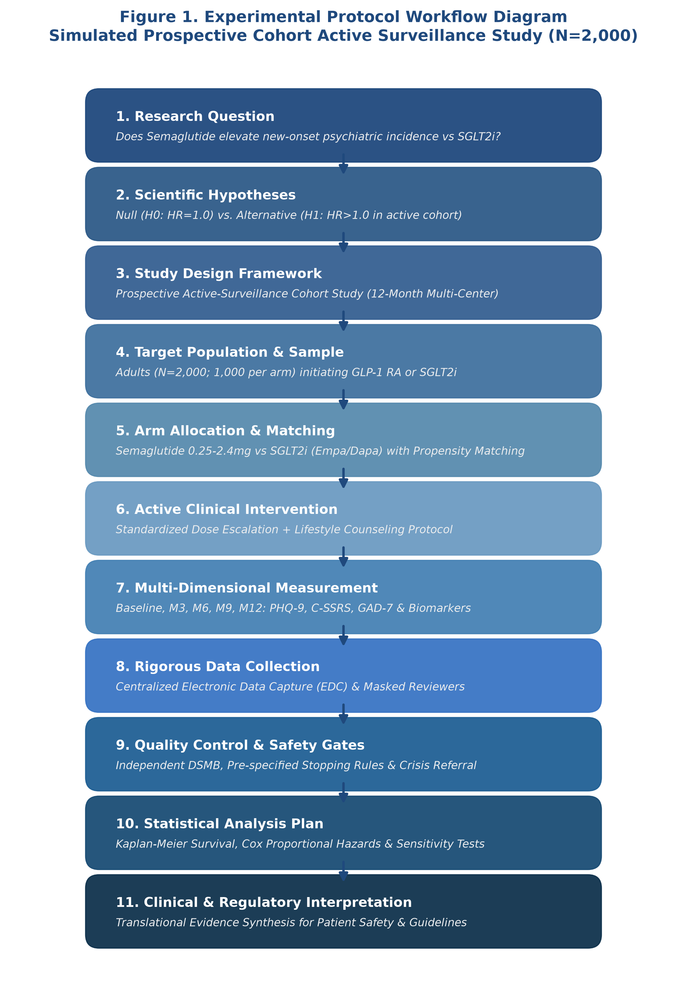 Figure 1. Experimental Protocol Workflow Diagram
Simulated Prospective Cohort Active Surveillance Study (N=2,000)
1. Research Question
Does Semaglutide elevate new-onset psychiatric incidence vs SGLT2i?
2. Scientific Hypotheses
Null (H0: HR=1.0) vs. Alternative (H1: HR>1.0 in active cohort)
3. Study Design Framework
Prospective Active-Surveillance Cohort Study (12-Month Multi-Center)
4. Target Population & Sample
Adults (N=2,000; 1,000 per arm) initiating GLP-1 RA or SGLT2i
5. Arm Allocation & Matching
Semaglutide 0.25-2.4mg vs SGLT2i (Empa/Dapa) with Propensity Matching
6. Active Clinical Intervention
Standardized Dose Escalation + Lifestyle Counseling Protocol
7. Multi-Dimensional Measurement
Baseline, M3, M6, M9, M12: PHQ-9, C-SSRS, GAD-7 & Biomarkers
8. Rigorous Data Collection
Centralized Electronic Data Capture (EDC) & Masked Reviewers
9. Quality Control & Safety Gates
Independent DSMB, Pre-specified Stopping Rules & Crisis Referral
10. Statistical Analysis Plan
Kaplan-Meier Survival, Cox Proportional Hazards & Sensitivity Tests
11. Clinical & Regulatory Interpretation
Translational Evidence Synthesis for Patient Safety & Guidelines